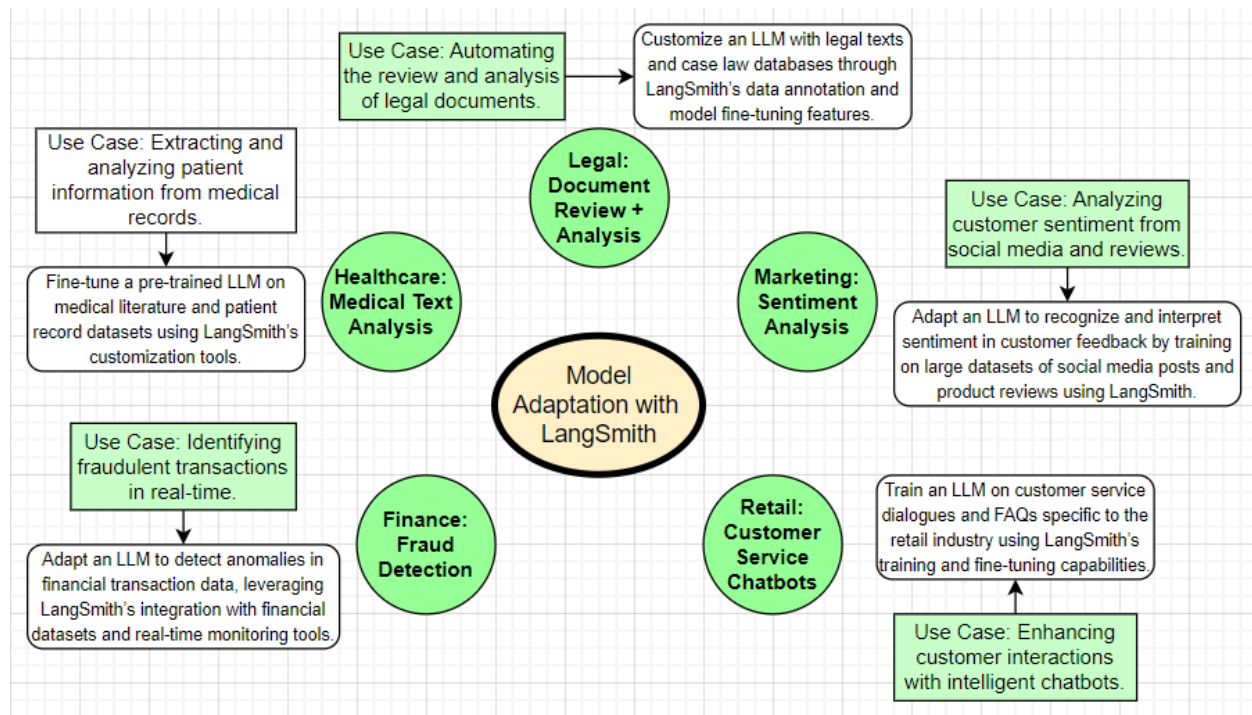 Use Case: Automating
the review and analysis
of legal documents.
Customize an LLM with legal texts
and case law databases through
LangSmith's data annotation and
model fine-tuning features.
Use Case: Extracting and
analyzing patient
information from medical
records.
Fine-tune a pre-trained LLM on
medical literature and patient
record datasets using LangSmith's
customization tools.
Healthcare:
Medical Text
Analysis
Legal:
Document
Review +
Analysis
Marketing:
Sentiment
Analysis
Use Case: Analyzing
customer sentiment from
social media and reviews.
Adapt an LLM to recognize and interpret
sentiment in customer feedback by training
on large datasets of social media posts and
product reviews using LangSmith.
Model
Adaptation with
LangSmith
Use Case: Identifying
fraudulent transactions
in real-time.
Adapt an LLM to detect anomalies in
financial transaction data, leveraging
LangSmith's integration with financial
datasets and real-time monitoring tools.
Finance:
Fraud
Detection
Retail:
Customer
Service
Chatbots
Train an LLM on customer service
dialogues and FAQs specific to the
retail industry using LangSmith's
training and fine-tuning capabilities.
Use Case: Enhancing
customer interactions
with intelligent chatbots.